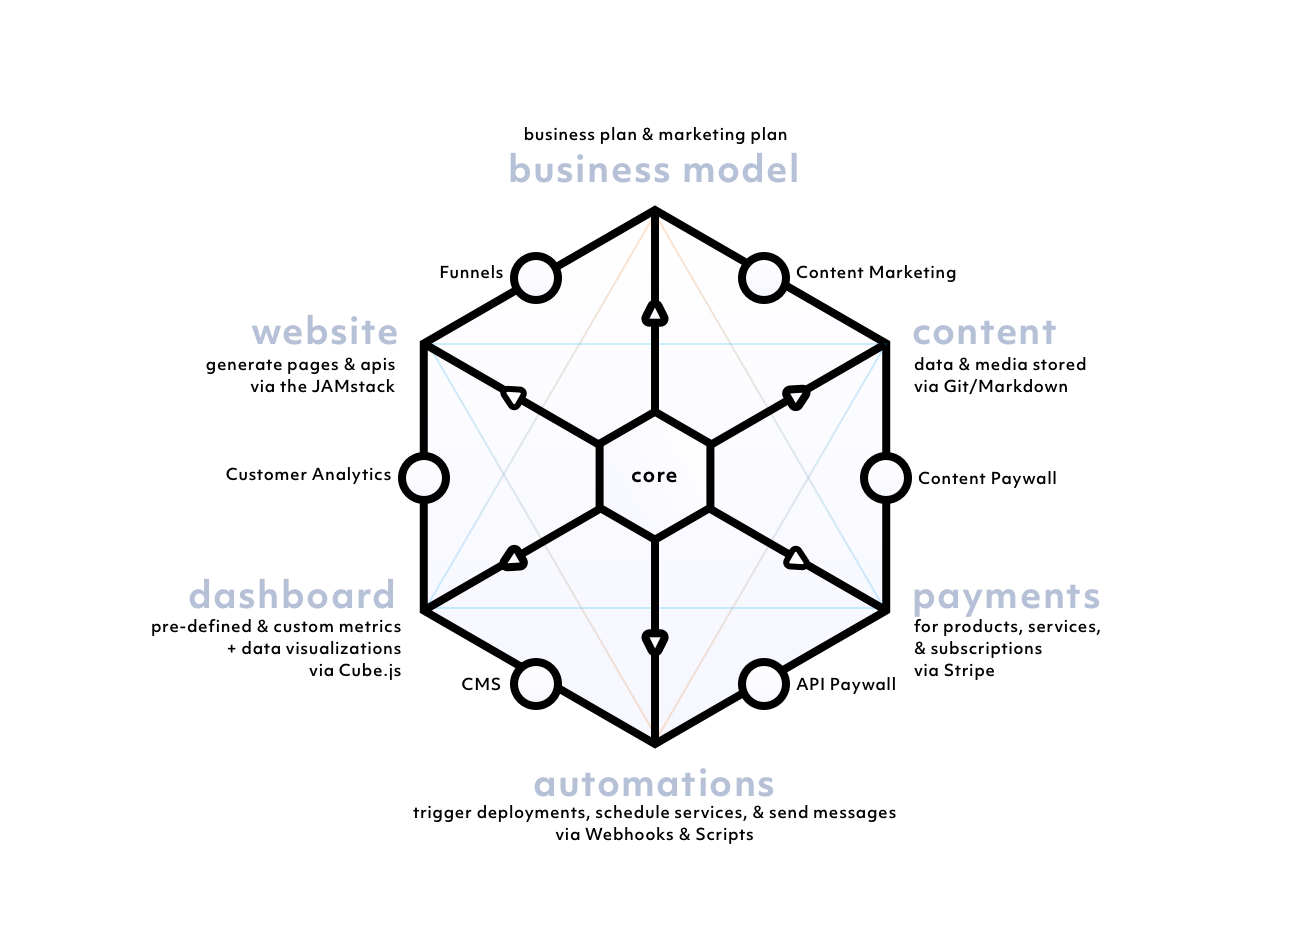 business plan & marketing plan
business model
Funnels
Content Marketing
website
generate pages & apis
via the JAMstack
content
data & media stored
via Git/Markdown
Customer Analytics
core
Content Paywall
dashboard
pre-defined & custom metrics
+ data visualizations
via Cube.js
payments
for products, services,
& subscriptions
via Stripe
CMS
API Paywall
automations
trigger deployments, schedule services, & send messages
via Webhooks & Scripts